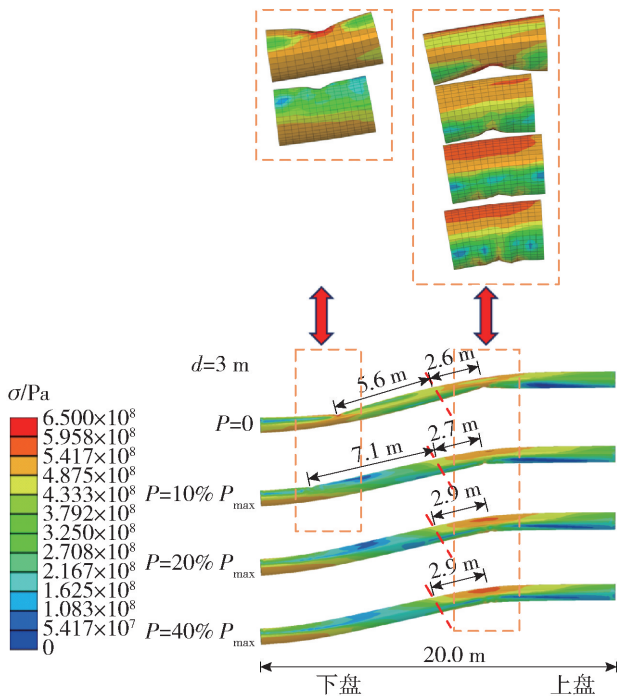 d=3 m
2.6 m
5.6 m
σ/Pa
6.500×10⁸
5.958×10⁸
5.417×10⁸
4.875×10⁸
4.333×10⁸
3.792×10⁸
3.250×10⁸
2.708×10⁸
2.167×10⁸
1.625×10⁸
1.083×10⁸
5.417×10⁷
0
P=0
2.7 m
7.1 m
P=10% Pmax
2.9 m
P=20% Pmax
2.9 m
P=40% Pmax
20.0 m
下盘 上盘